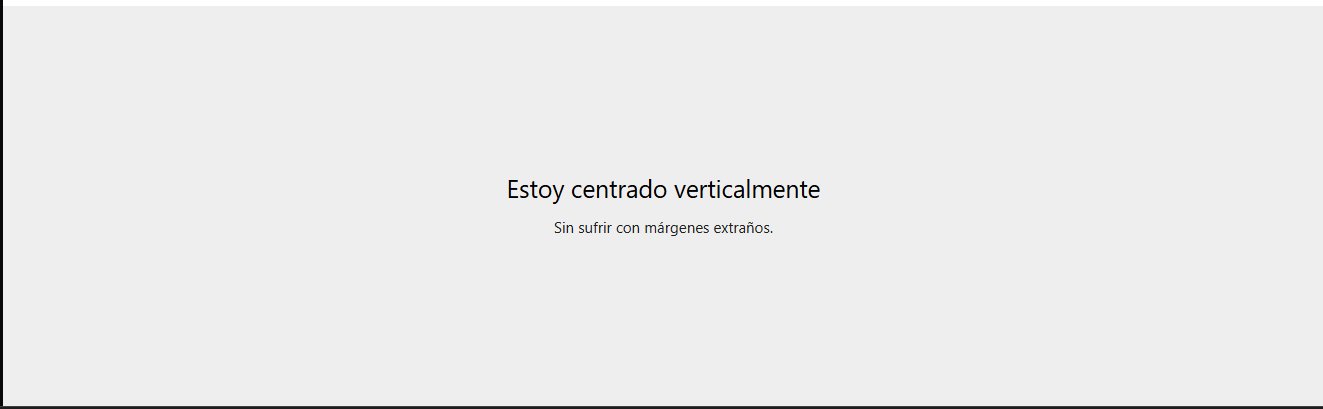 Estoy centrado verticalmente
Sin sufrir con márgenes extraños.